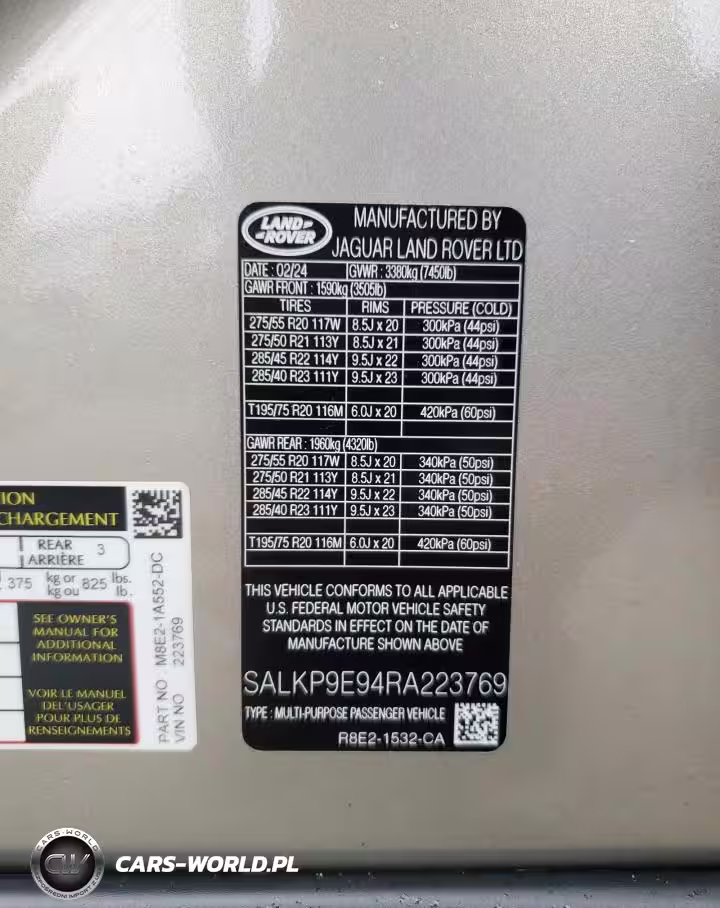 LAND
ROVER
MANUFACTURED BY
JAGUAR LAND ROVER LTD
DATE : 02/24 GVWR : 3380kg (7450lb)
GAWR FRONT : 1590kg (3505lb)
TIRES RIMS PRESSURE (COLD)
275/55 R20 117W 8.5J x 20 300kPa (44psi)
275/50 R21 113Y 8.5J x 21 300kPa (44psi)
285/45 R22 114Y 9.5J x 22 300kPa (44psi)
285/40 R23 111Y 9.5J x 23 300kPa (44psi)
T195/75 R20 116M 6.0J x 20 420kPa (60psi)
GAWR REAR : 1960kg (4320lb)
275/55 R20 117W 8.5J x 20 340kPa (50psi)
275/50 R21 113Y 8.5J x 21 340kPa (50psi)
285/45 R22 114Y 9.5J x 22 340kPa (50psi)
285/40 R23 111Y 9.5J x 23 340kPa (50psi)
T195/75 R20 116M 6.0J x 20 420kPa (60psi)
THIS VEHICLE CONFORMS TO ALL APPLICABLE
U.S. FEDERAL MOTOR VEHICLE SAFETY
STANDARDS IN EFFECT ON THE DATE OF
MANUFACTURE SHOWN ABOVE
SALKP9E94RA223769
TYPE : MULTI-PURPOSE PASSENGER VEHICLE
R8E2-1532-CA
ION
CHARGEMENT
REAR 3
ARRIÈRE
375 kg or 825 lbs.
kg ou lb.
SEE OWNER'S
MANUAL FOR
ADDITIONAL
INFORMATION
VOIR LE MANUEL
DEL'USAGER
POUR PLUS DE
RENSEIGNEMENTS
PART NO : M8E2-1A552-DC
VIN NO 223769
CARS-WORLD
CW
CARS-WORLD.PL